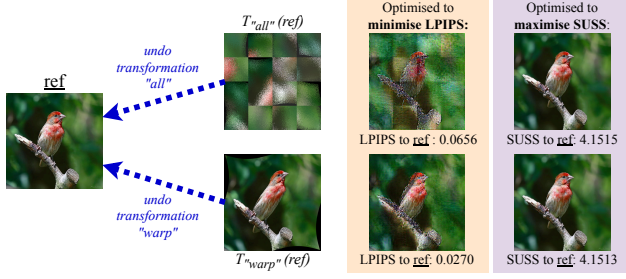 ref
undo
transformation
"all"
undo
transformation
"warp"
T"all" (ref)
T"warp" (ref)
Optimised to
minimise LPIPS:
LPIPS to ref : 0.0656
LPIPS to ref: 0.0270
Optimised to
maximise SUSS:
SUSS to ref: 4.1515
SUSS to ref: 4.1513